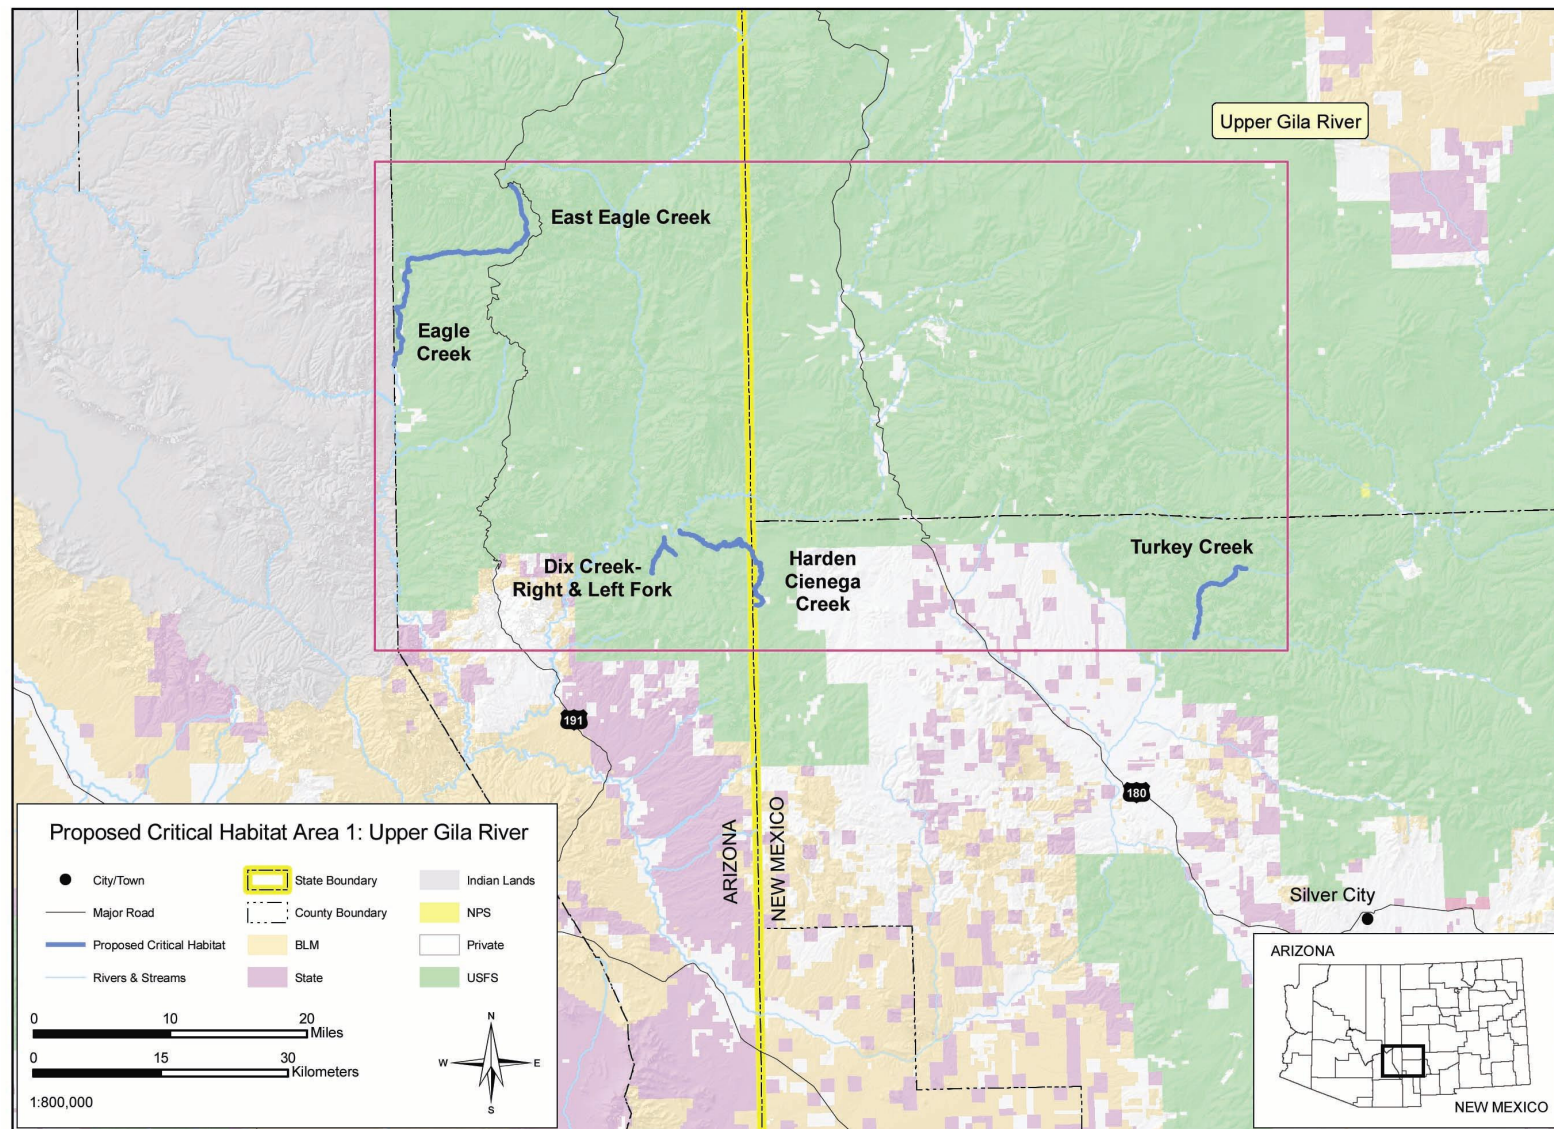 Upper Gila River
East Eagle Creek
Eagle
Creek
Dix Creek-
Right & Left Fork
Harden
Cienega
Creek
Turkey Creek
191
180
ARIZONA
NEW MEXICO
Silver City
Proposed Critical Habitat Area 1: Upper Gila River
City/Town
State Boundary
Indian Lands
Major Road
County Boundary
NPS
Proposed Critical Habitat
BLM
Private
Rivers & Streams
State
USFS
0 10 20
Miles
0 15 30
Kilometers
1:800,000
N
W E
S
ARIZONA
NEW MEXICO